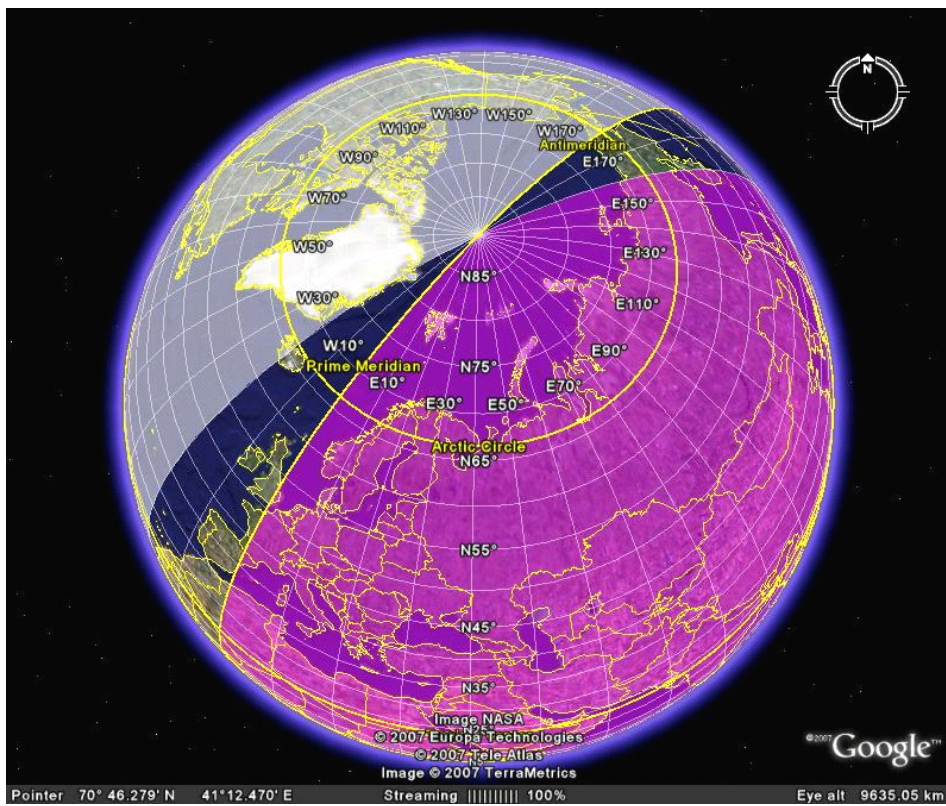 N
W130° W150°
W110° W170°
Antimeridian
W90° E170°
W70° E150°
W50° E130°
N85°
W30° E110°
W10° E90°
Prime Meridian N75°
E10° E70°
E30° E50°
Arctic Circle
N65°
N55°
N45°
N35°
Image NASA
N25°
© 2007 Europa Technologies
© 2007 Tele Atlas
N5°
Image © 2007 TerraMetrics
©2007 Google™
Pointer 70° 46.279' N 41°12.470' E Streaming |||||||||| 100% Eye alt 9635.05 km